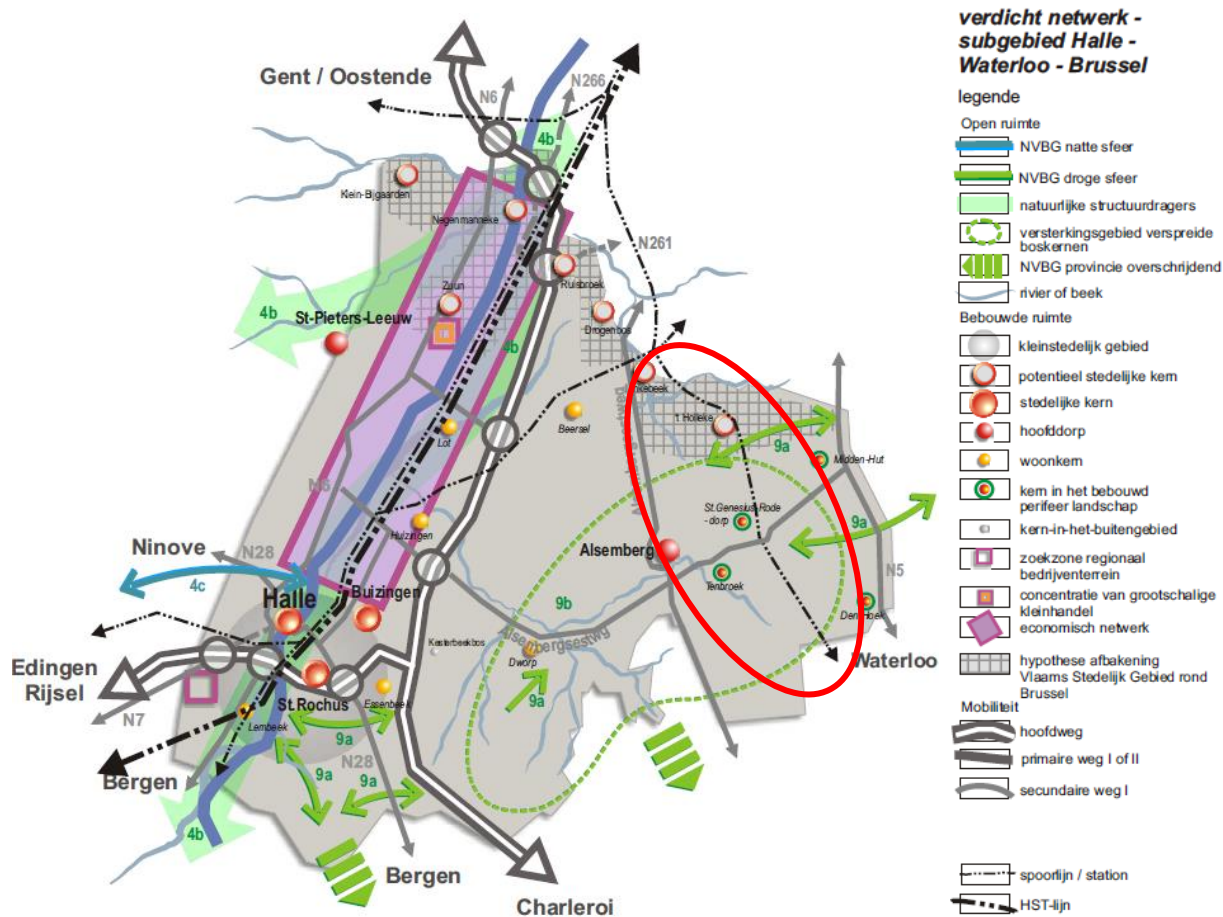 verdicht netwerk -
subgebied Halle -
Waterloo - Brussel
legende
Open ruimte
NVBG natte sfeer
NVBG droge sfeer
natuurlijke structuurdragers
versterkingsgebied verspreide
boskernen
NVBG provincie overschrijdend
rivier of beek
Bebouwde ruimte
kleinstedelijk gebied
potentieel stedelijke kern
stedelijke kern
hoofddorp
woonkern
kern in het bebouwd
perifeer landschap
kern-in-het-buitengebied
zoekzone regionaal
bedrijventerrein
concentratie van grootschalige
kleinhandel
economisch netwerk
hypothese afbakening
Vlaams Stedelijk Gebied rond
Brussel
Mobiliteit
hoofdweg
primaire weg I of II
secundaire weg I
spoorlijn / station
HST-lijn
Gent / Oostende
N6
N266
4b
Klein-Bijgaarden
Negenmanneke
N261
Ruisbroek
Zuun
4b
St-Pieters-Leeuw
Drogenbos
4b
't Holleke
Beersel
Lot
9a
Midden-Hut
N6
St.Genesius-Rode
- dorp
9a
Huizingen
Alsemberg
Ninove
N28
4c
Tenbroek
N5
Halle
Buizingen
9b
Alsembergsestwg
Kesterbeekbos
Dworp
Waterloo
Edingen
Rijsel
N7
St.Rochus
Essenbeek
9a
Lembeek
9a
N28
9a
9a
Bergen
4b
Bergen
Charleroi